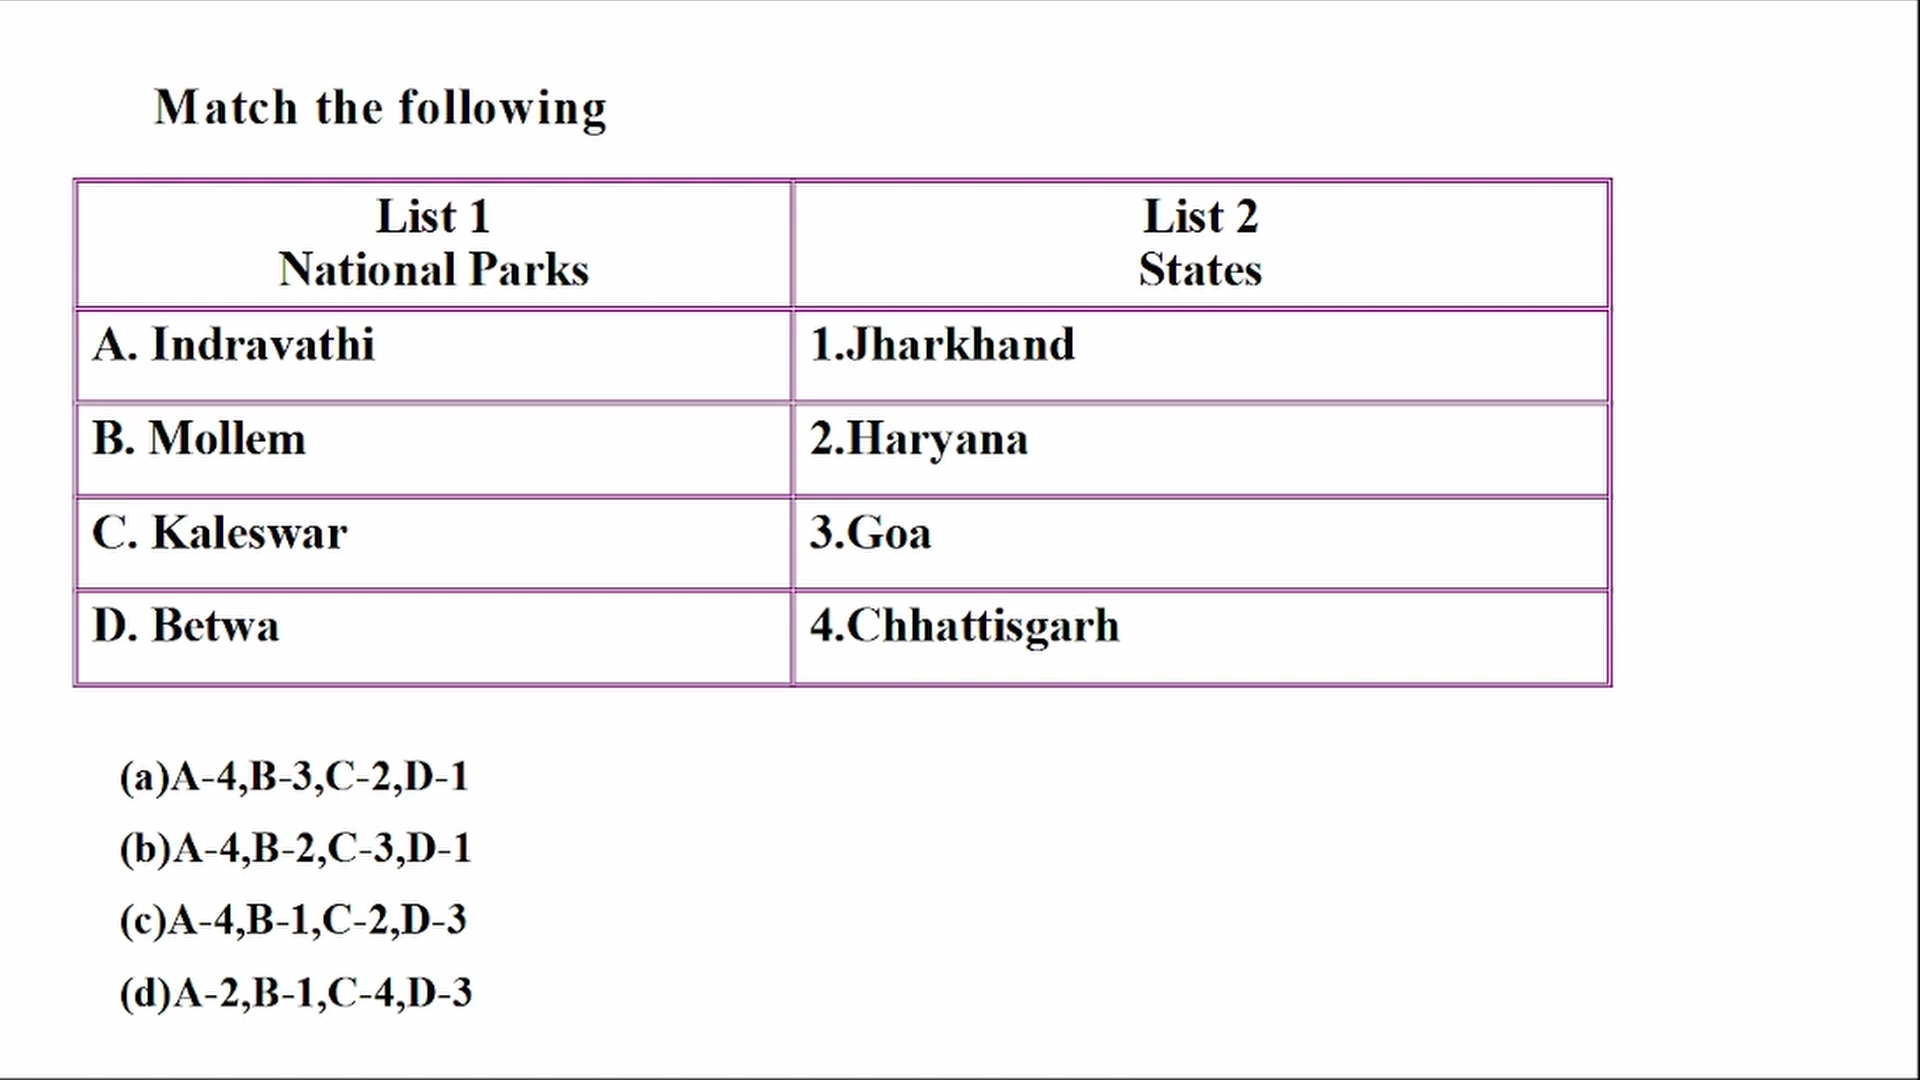 Match the following
List 1
National Parks
List 2
States
A. Indravathi
1.Jharkhand
B. Mollem
2.Haryana
C. Kaleswar
3.Goa
D. Betwa
4.Chhattisgarh
(a)A-4,B-3,C-2,D-1
(b)A-4,B-2,C-3,D-1
(c)A-4,B-1,C-2,D-3
(d)A-2,B-1,C-4,D-3